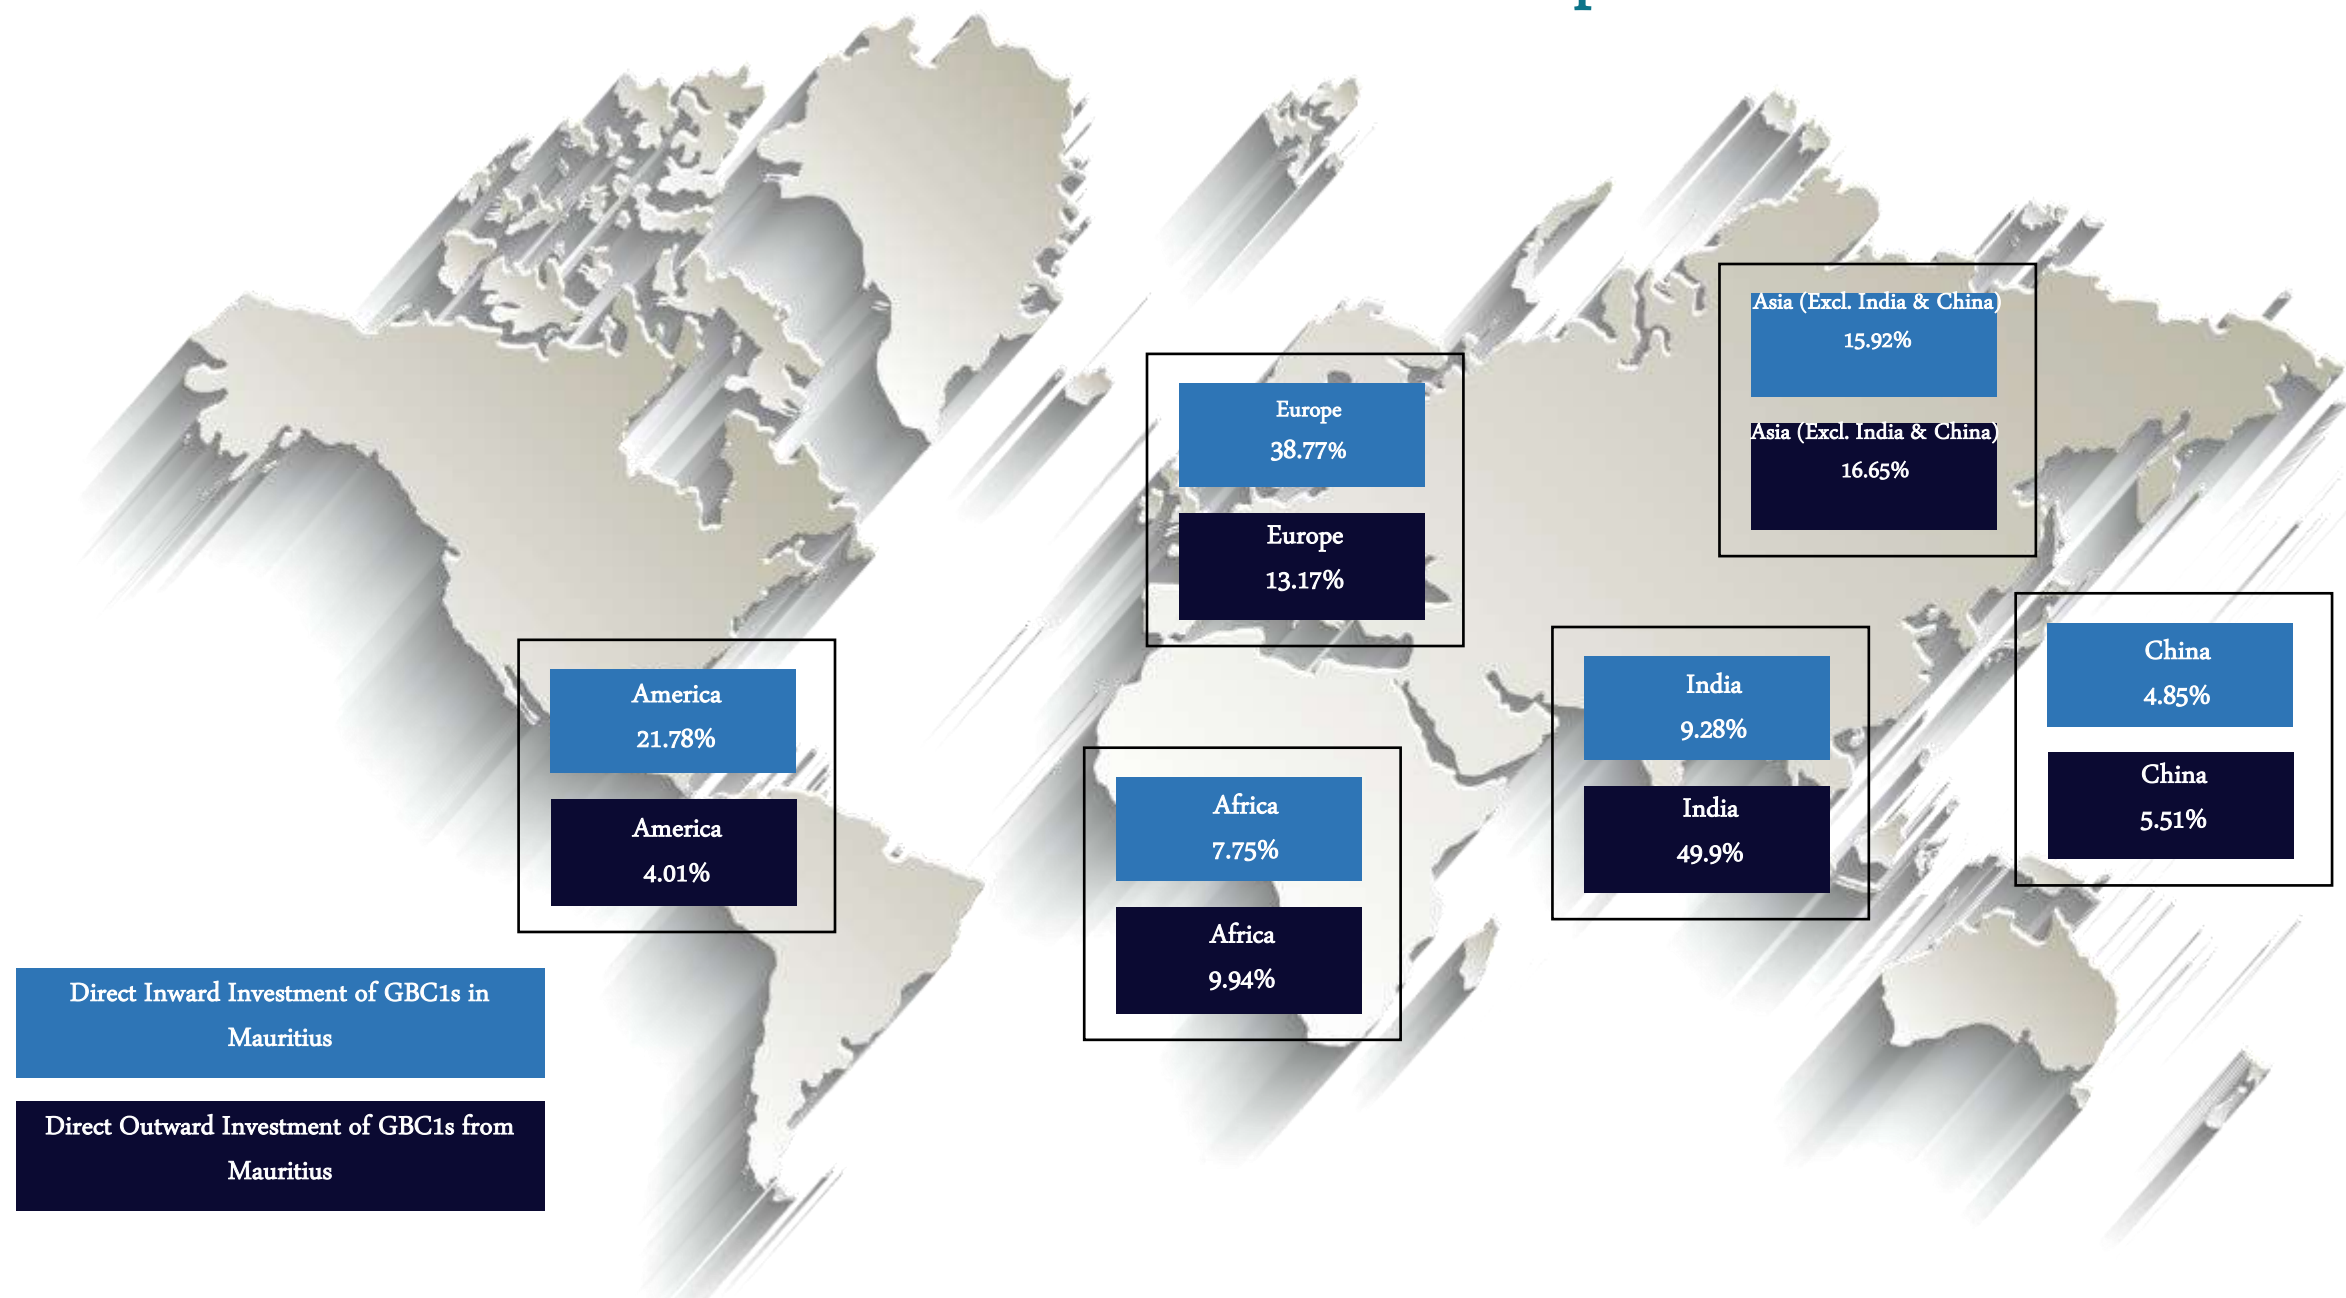 Asia (Excl. India & China)
15.92%
Asia (Excl. India & China)
16.65%
Europe
38.77%
Europe
13.17%
America
21.78%
America
4.01%
Africa
7.75%
Africa
9.94%
India
9.28%
India
49.9%
China
4.85%
China
5.51%
Direct Inward Investment of GBC1s in
Mauritius
Direct Outward Investment of GBC1s from
Mauritius